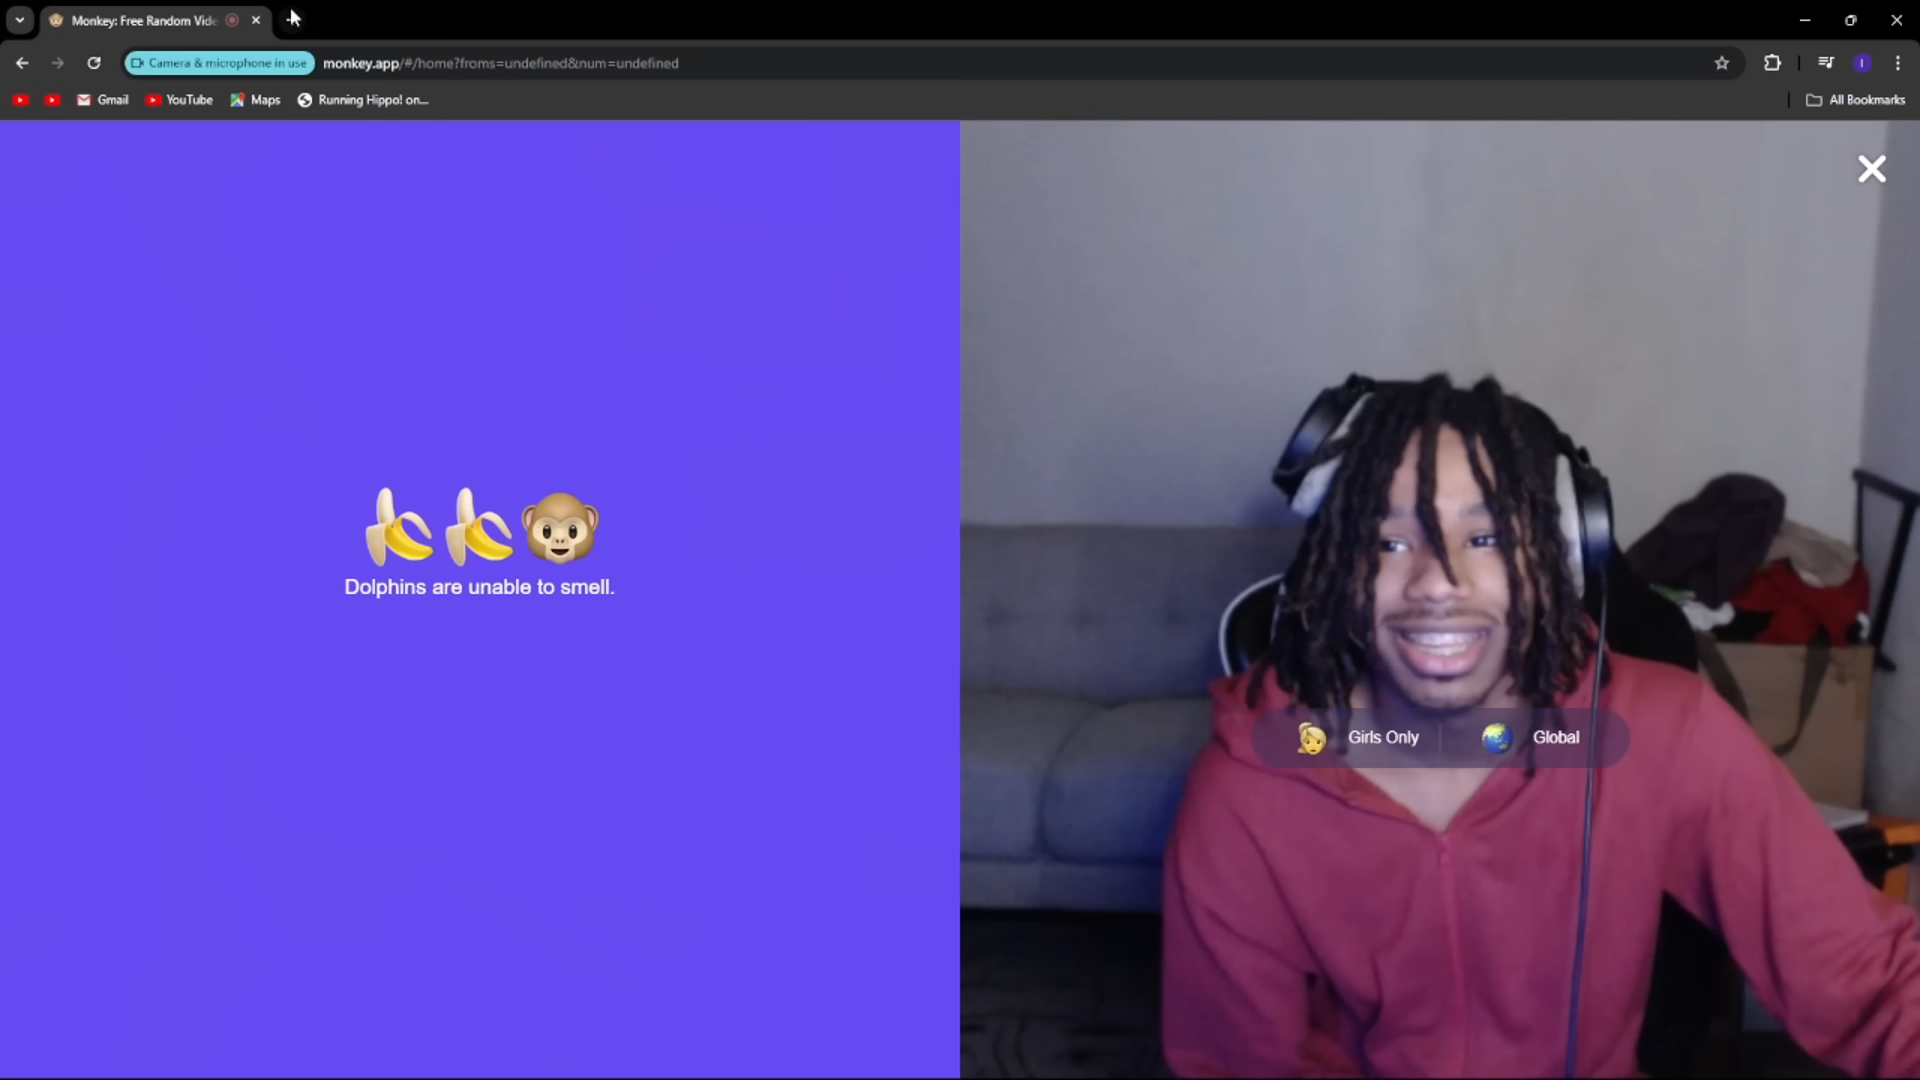 Monkey: Free Random Vide
Camera & microphone in use
monkey.app/#/home?froms=undefined&num=undefined
Gmail
YouTube
Maps
Running Hippo! on...
All Bookmarks
Dolphins are unable to smell.
Girls Only
Global